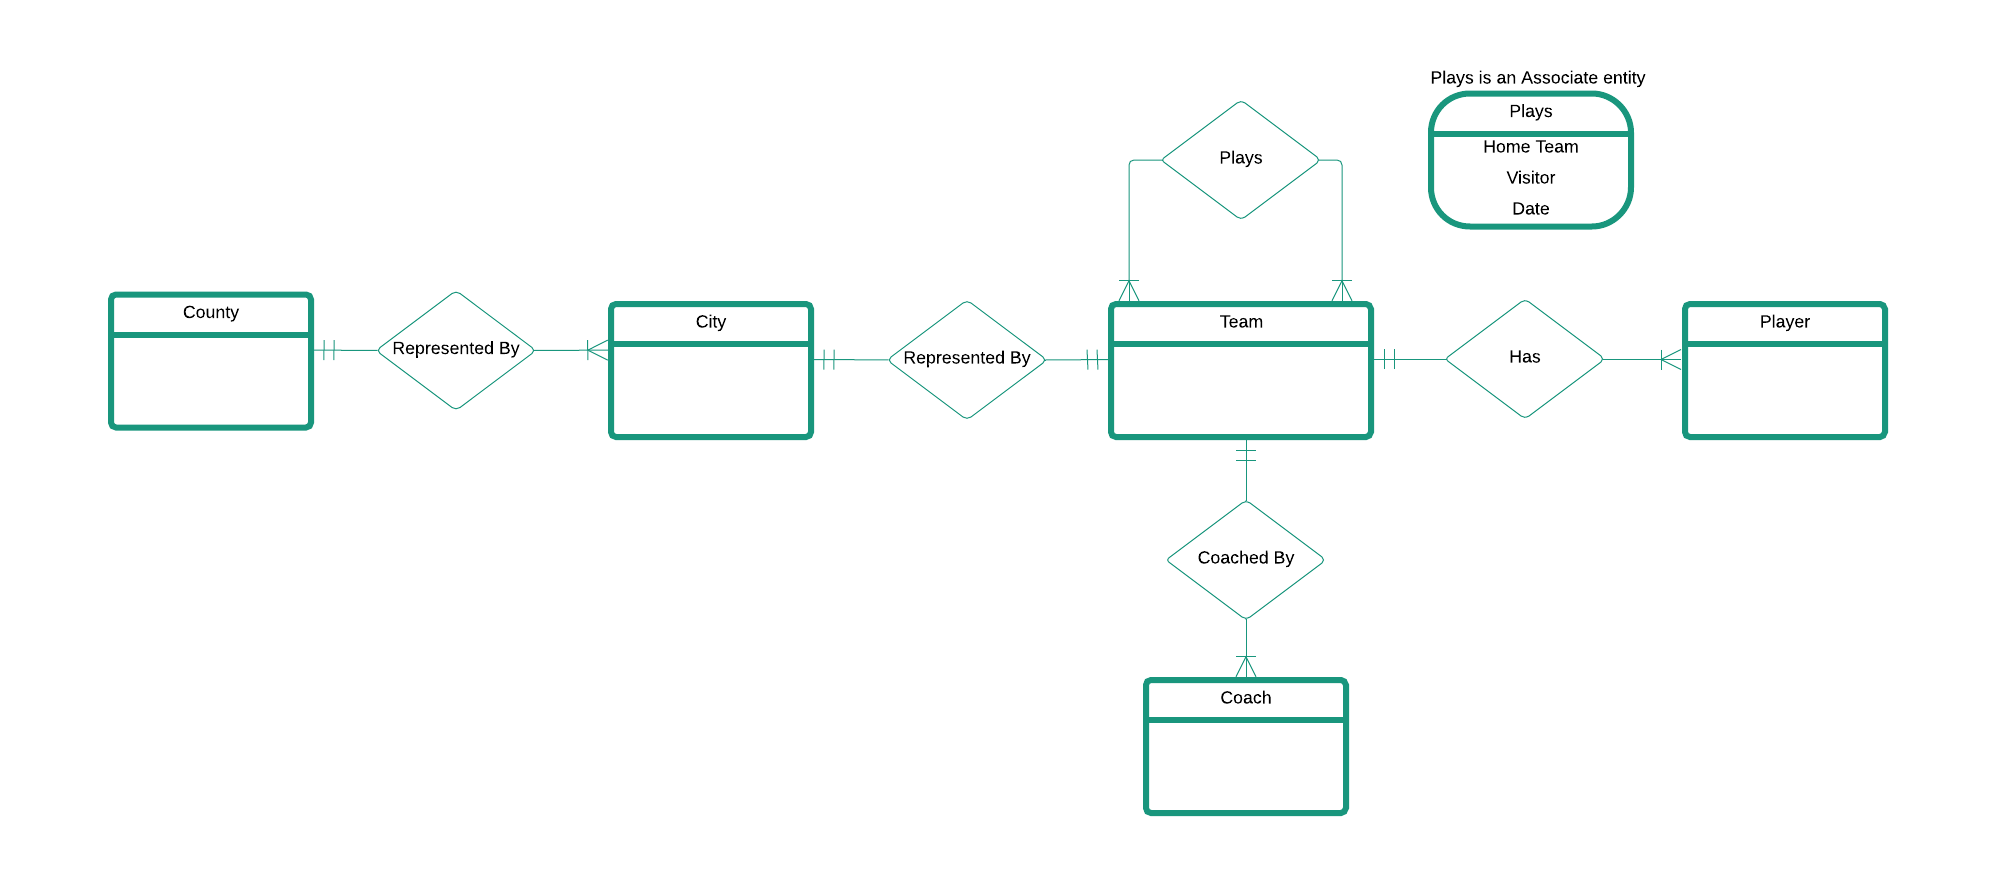 Plays is an Associate entity
Plays
Home Team
Visitor
Date
Plays
County
Represented By
City
Represented By
Team
Has
Player
Coached By
Coach